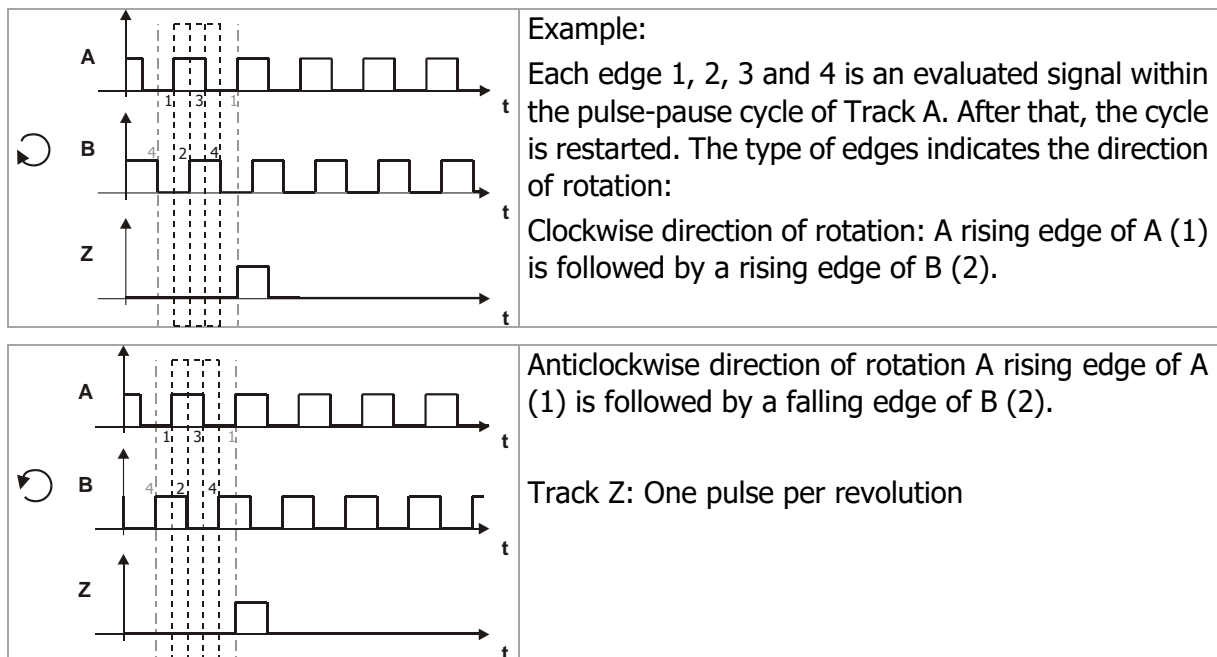 A
1 3 1
t
B
4 2 4
t
Z
t
Example:
Each edge 1, 2, 3 and 4 is an evaluated signal within
the pulse-pause cycle of Track A. After that, the cycle
is restarted. The type of edges indicates the direction
of rotation:
Clockwise direction of rotation: A rising edge of A (1)
is followed by a rising edge of B (2).
A
1 3 1
t
B
4 2 4
t
Z
t
Anticlockwise direction of rotation A rising edge of A
(1) is followed by a falling edge of B (2).
Track Z: One pulse per revolution